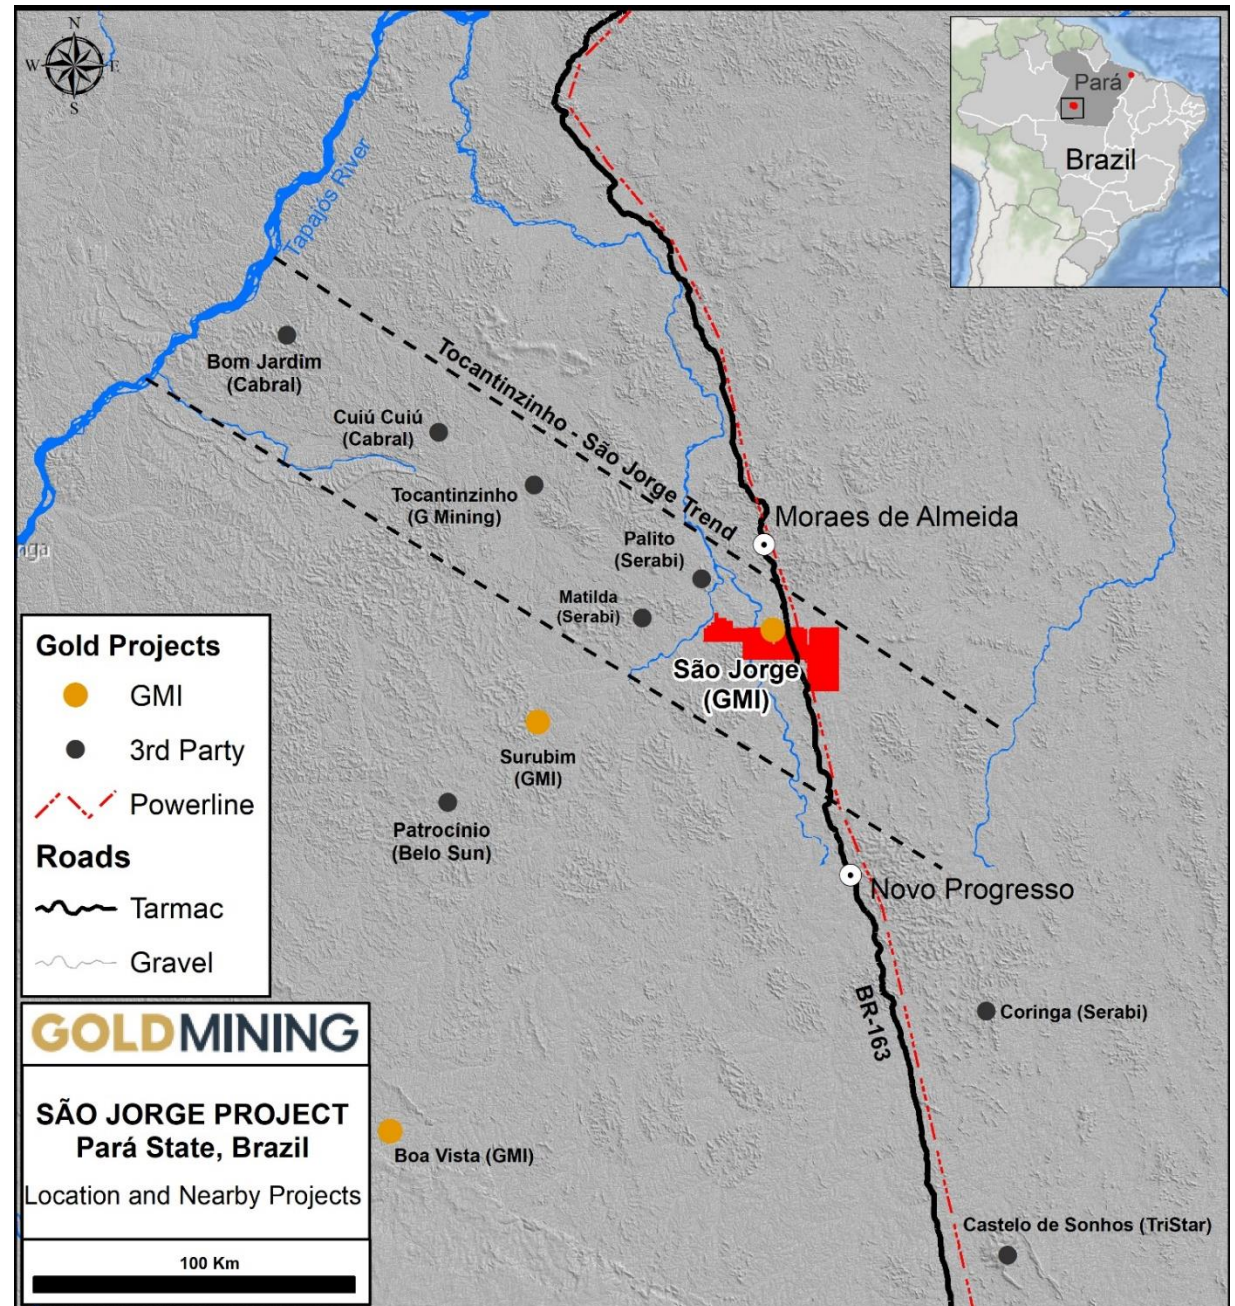 N
W
E
S
Pará
Brazil
Tapajós River
Bom Jardim
(Cabral)
Tocantinzinho - São Jorge Trend
Cuiú Cuiú
(Cabral)
Tocantinzinho
(G Mining)
Moraes de Almeida
Palito
(Serabi)
Matilda
(Serabi)
São Jorge
(GMI)
Surubim
(GMI)
Patrocínio
(Belo Sun)
Novo Progresso
BR-163
Coringa (Serabi)
Boa Vista (GMI)
Castelo de Sonhos (TriStar)
Gold Projects
GMI
3rd Party
Powerline
Roads
Tarmac
Gravel
GOLDMINING
SÃO JORGE PROJECT
Pará State, Brazil
Location and Nearby Projects
100 Km